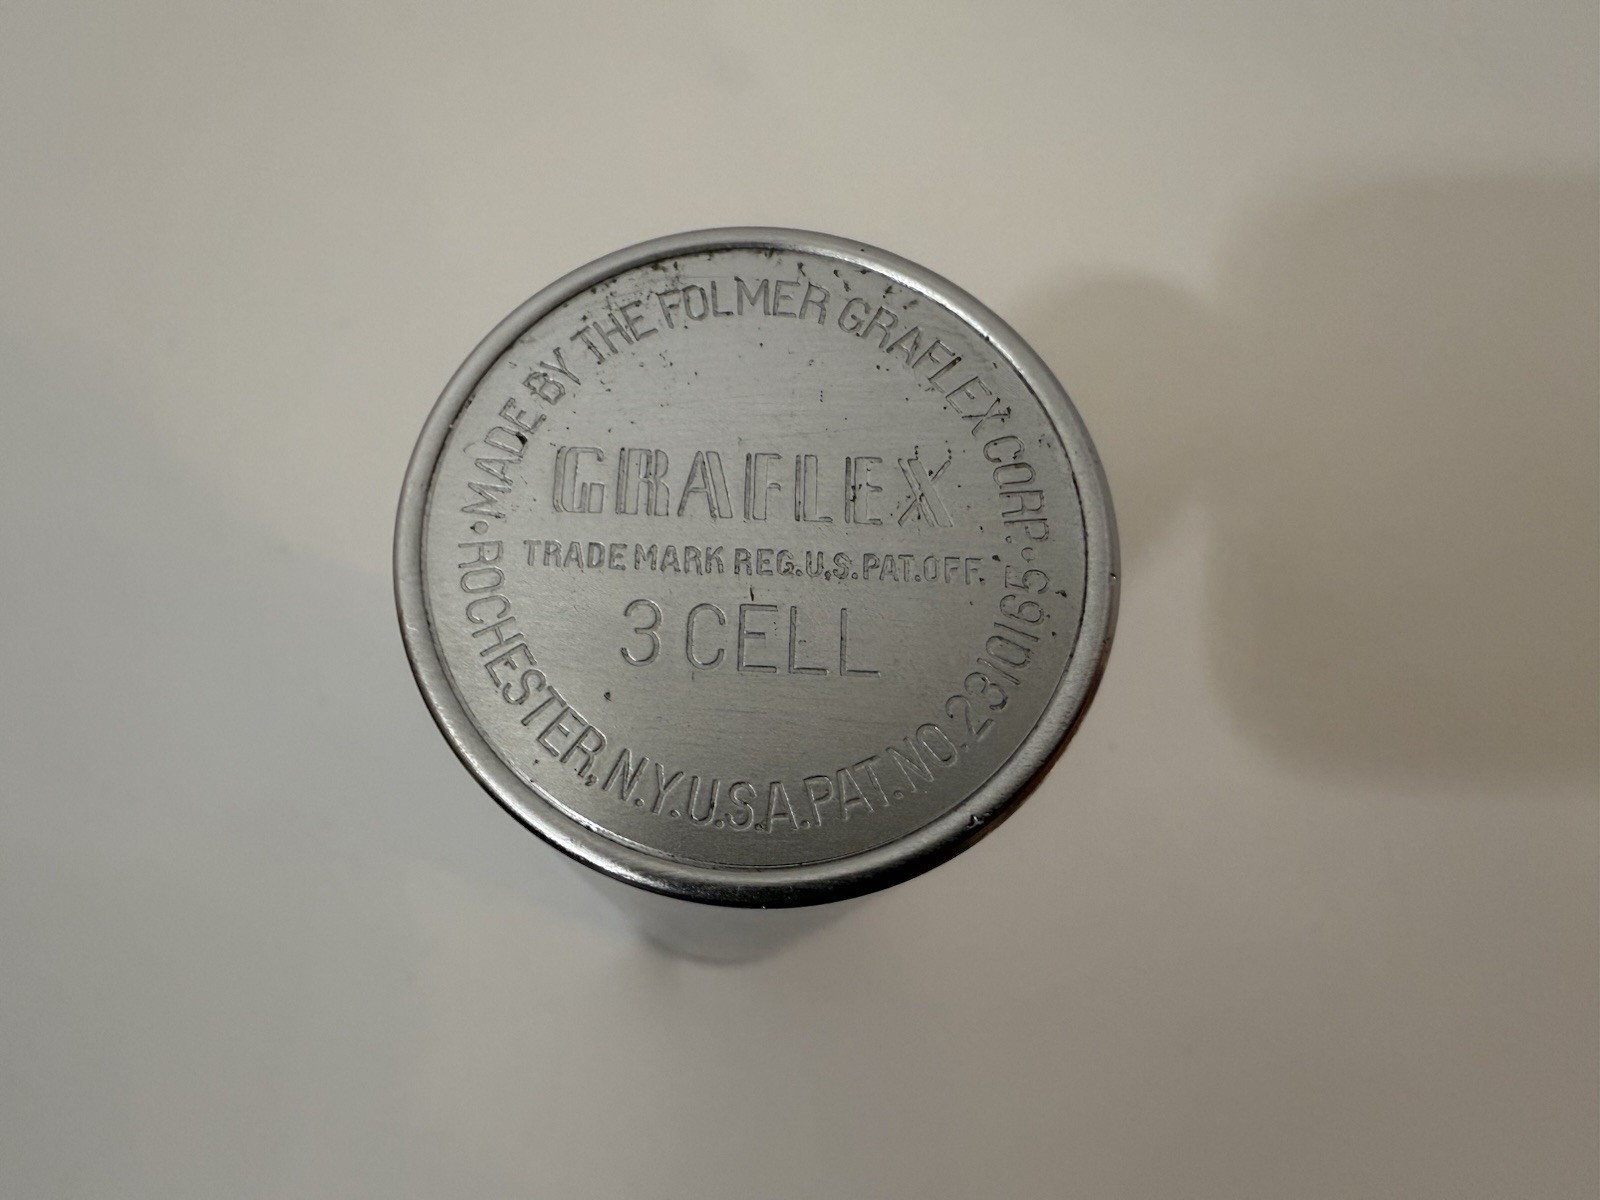 MADE BY THE FOLMER GRAFLEX CORP.
GRAFLEX
TRADE MARK REG. U.S. PAT. OFF.
3 CELL
ROCHESTER, N.Y. U.S.A. PAT. NO. 2310165